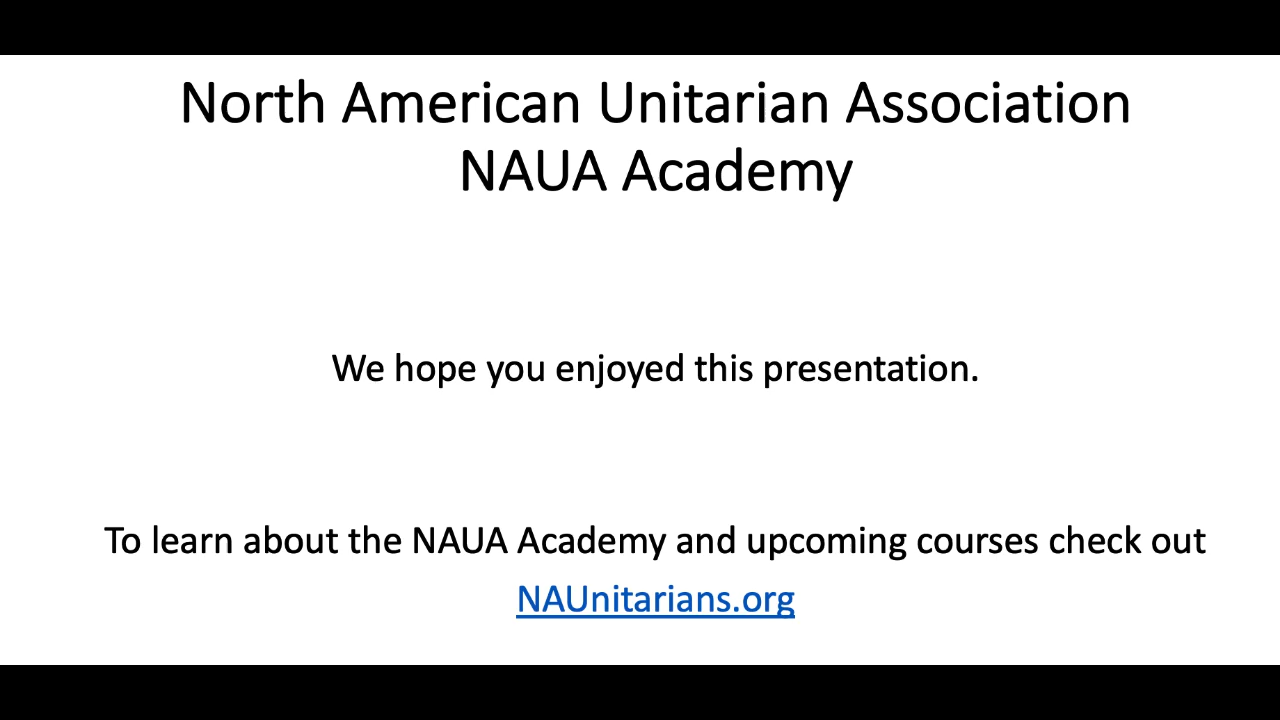 North American Unitarian Association
NAUA Academy
We hope you enjoyed this presentation.
To learn about the NAUA Academy and upcoming courses check out
NAUnitarians.org